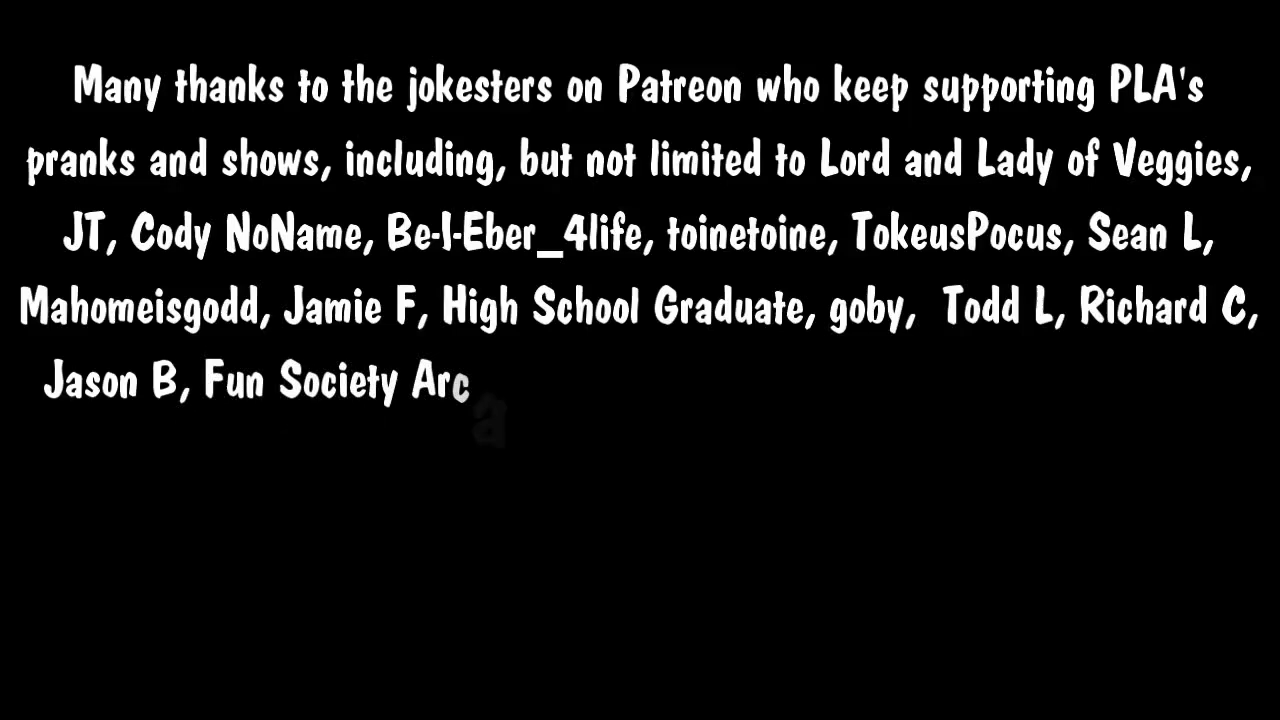 Many thanks to the jokesters on Patreon who keep supporting PLA's
pranks and shows, including, but not limited to Lord and Lady of Veggies,
JT, Cody NoName, Be-l-Eber_4life, toinetoine, TokeusPocus, Sean L,
Mahomeisgodd, Jamie F, High School Graduate, goby,  Todd L, Richard C,
Jason B, Fun Society Arca